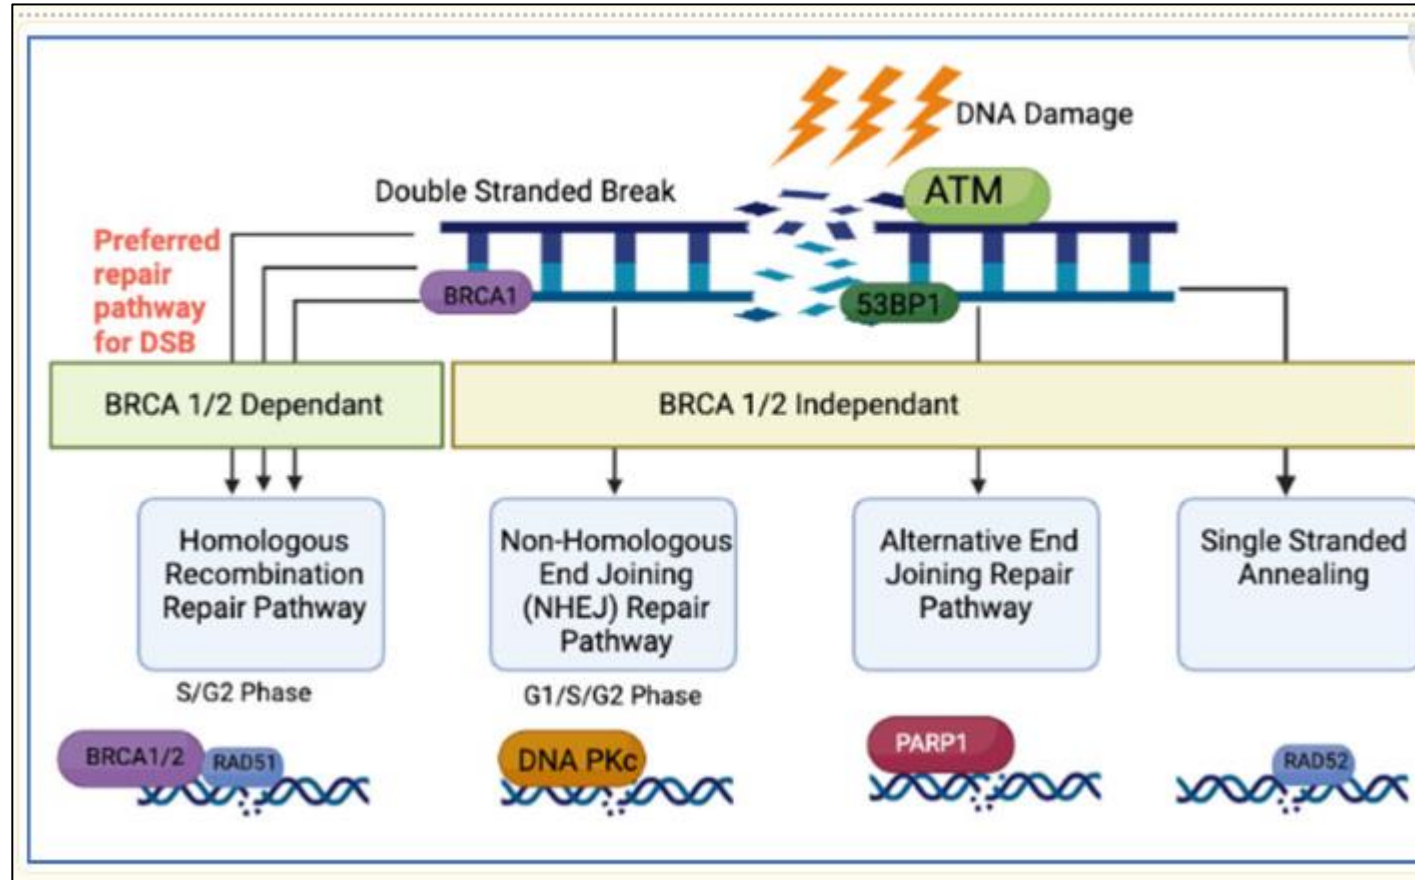 DNA Damage
ATM
Double Stranded Break
Preferred
repair
pathway
for DSB
BRCA1
53BP1
BRCA 1/2 Dependant
BRCA 1/2 Independant
Homologous
Recombination
Repair Pathway
Non-Homologous
End Joining
(NHEJ) Repair
Pathway
Alternative End
Joining Repair
Pathway
Single Stranded
Annealing
S/G2 Phase
G1/S/G2 Phase
BRCA1/2
RAD51
DNA PKc
PARP1
RAD52